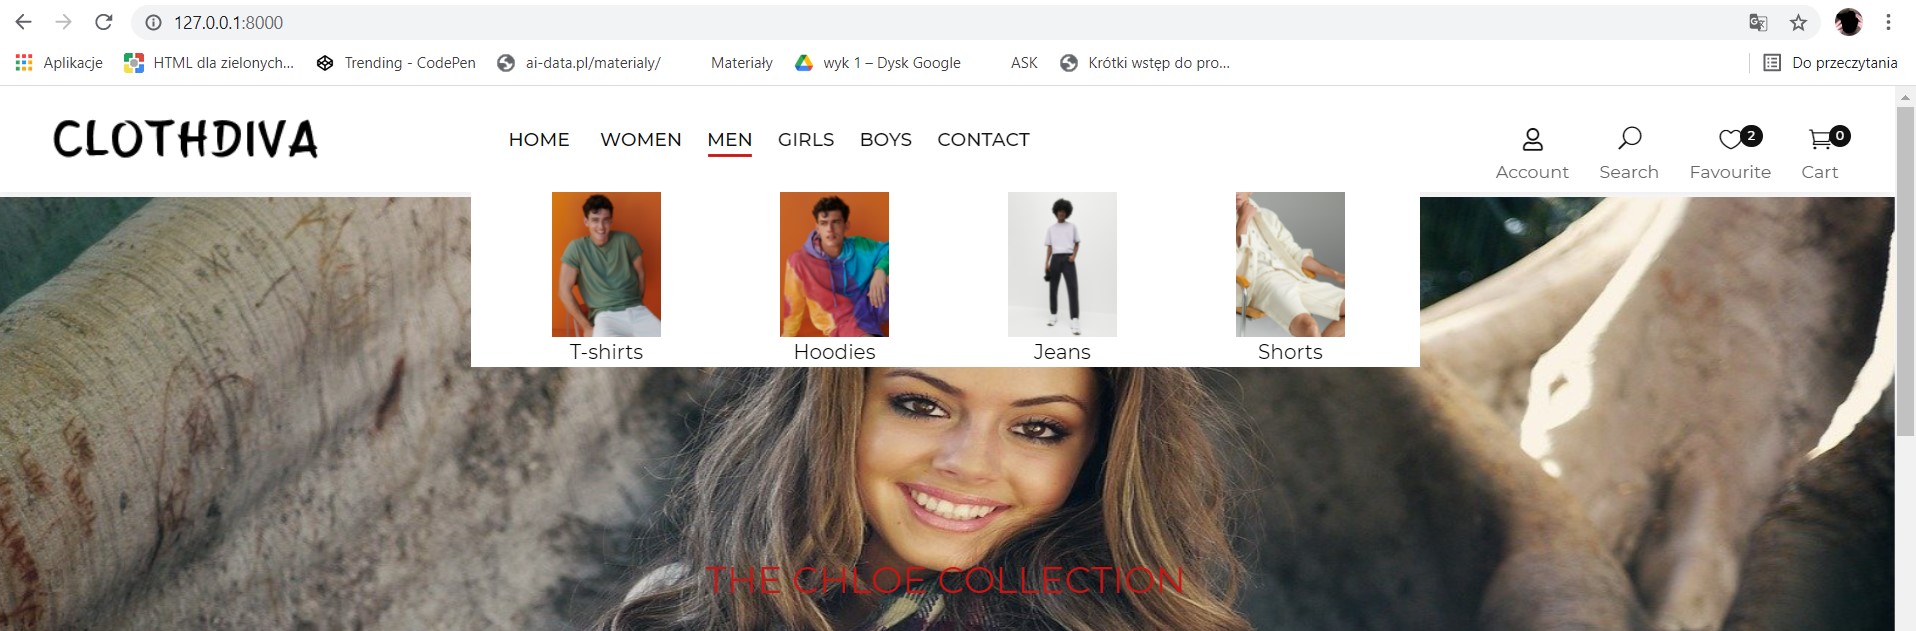 127.0.0.1:8000
Aplikacje HTML dla zielonych... Trending - CodePen ai-data.pl/materialy/ Materiały wyk 1 – Dysk Google ASK Krótki wstęp do pro... Do przeczytania
CLOTHDIVA HOME WOMEN MEN GIRLS BOYS CONTACT 2 0
Account Search Favourite Cart
T-shirts Hoodies Jeans Shorts
THE CHLOE COLLECTION